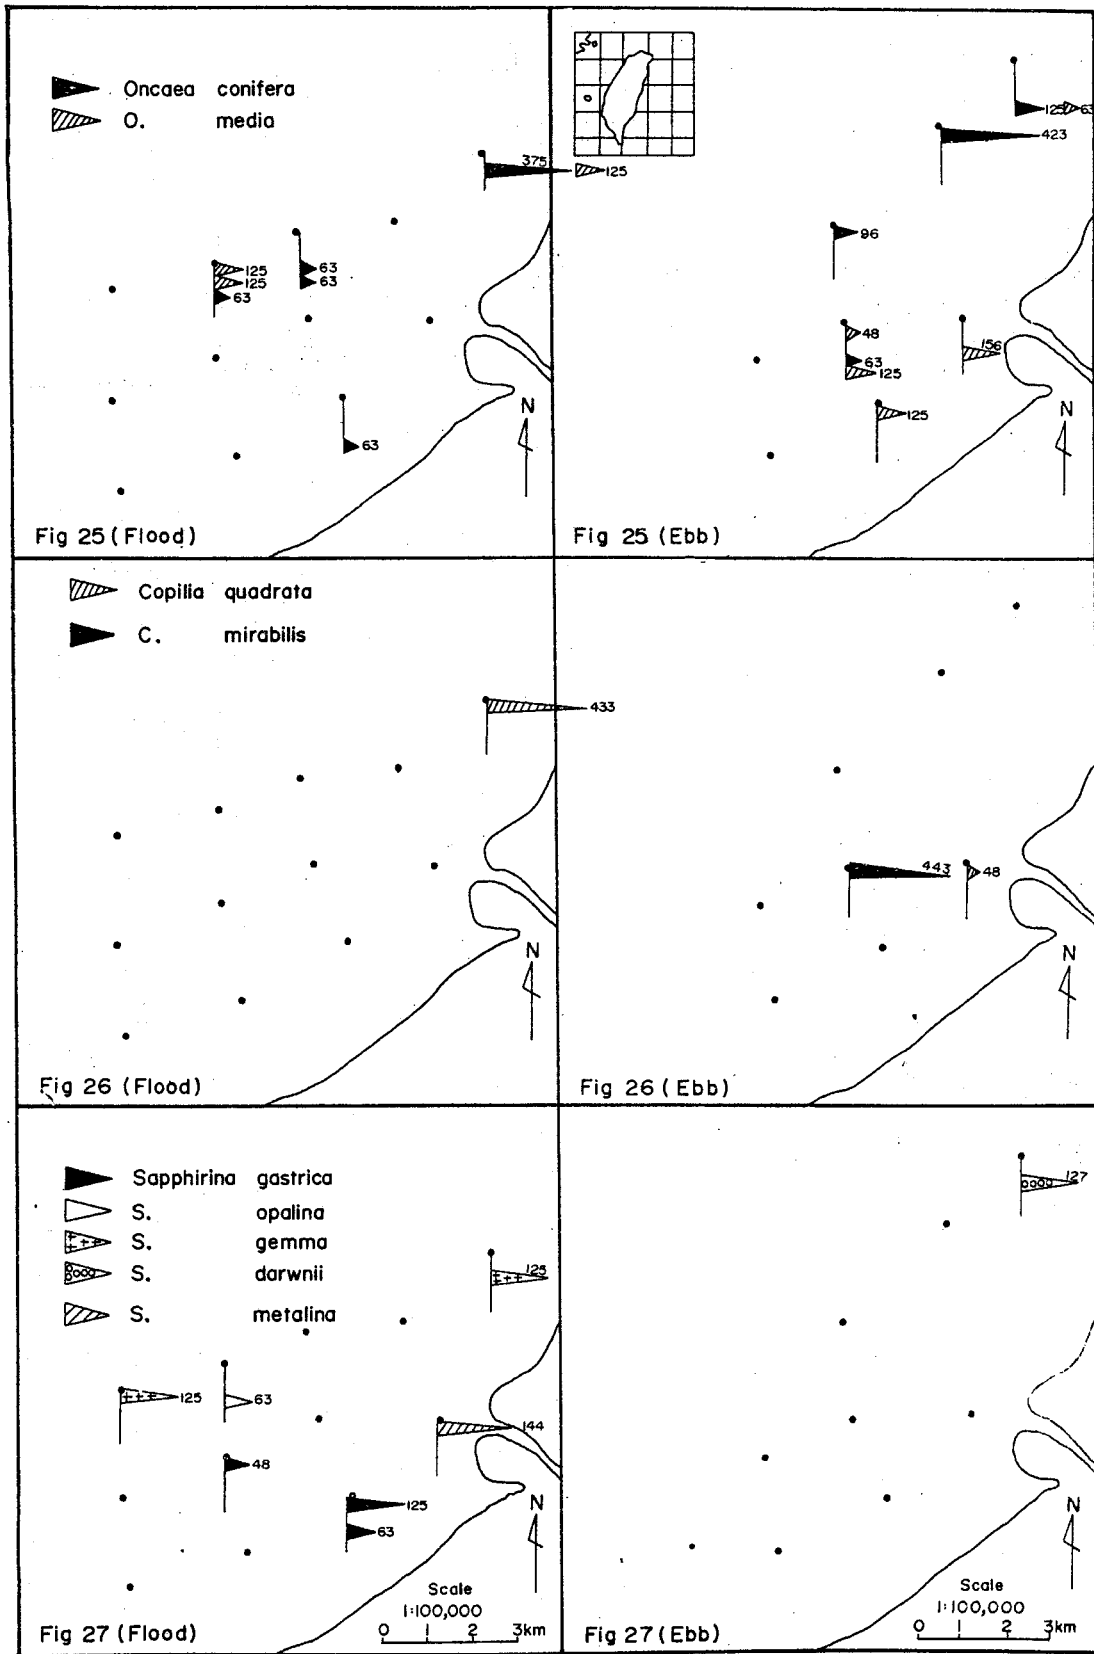 Oncaea conifera
O. media
375
125
125
125
63
63
63
63
N
Fig 25 (Flood)
125
63
423
96
48
63
125
156
125
N
Fig 25 (Ebb)
Copilia quadrata
C. mirabilis
433
N
Fig 26 (Flood)
443
48
N
Fig 26 (Ebb)
Sapphirina gastrica
S. opalina
S. gemma
S. darwnii
S. metalina
125
125
63
144
48
125
63
N
Scale
1:100,000
0 1 2 3km
Fig 27 (Flood)
127
N
Scale
1:100,000
0 1 2 3km
Fig 27 (Ebb)